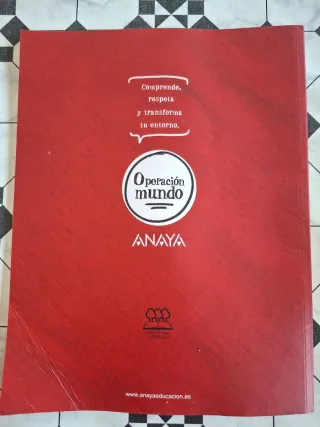 Comprende,
respeta
y transforma
tu entorno.
Operación
mundo
ANAYA
www.anayaeducacion.es